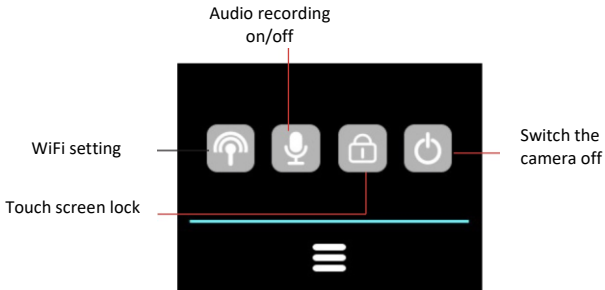 Audio recording
on/off
WiFi setting
Switch the
camera off
Touch screen lock